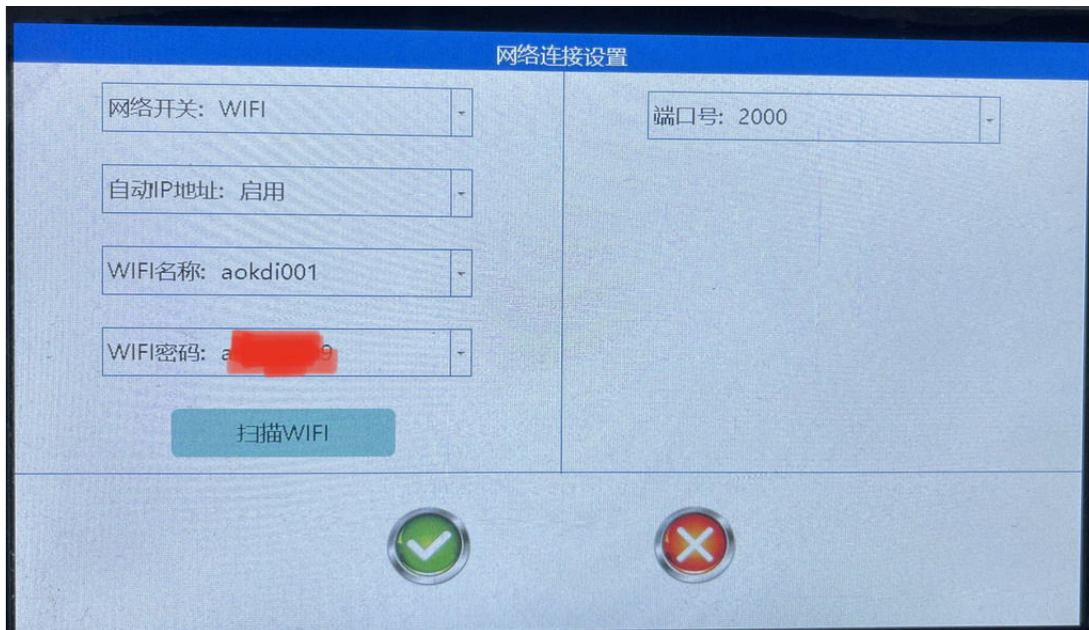 网络连接设置
网络开关: WIFI
自动IP地址: 启用
WIFI名称: aokdi001
WIFI密码: a 9
扫描WIFI
端口号: 2000